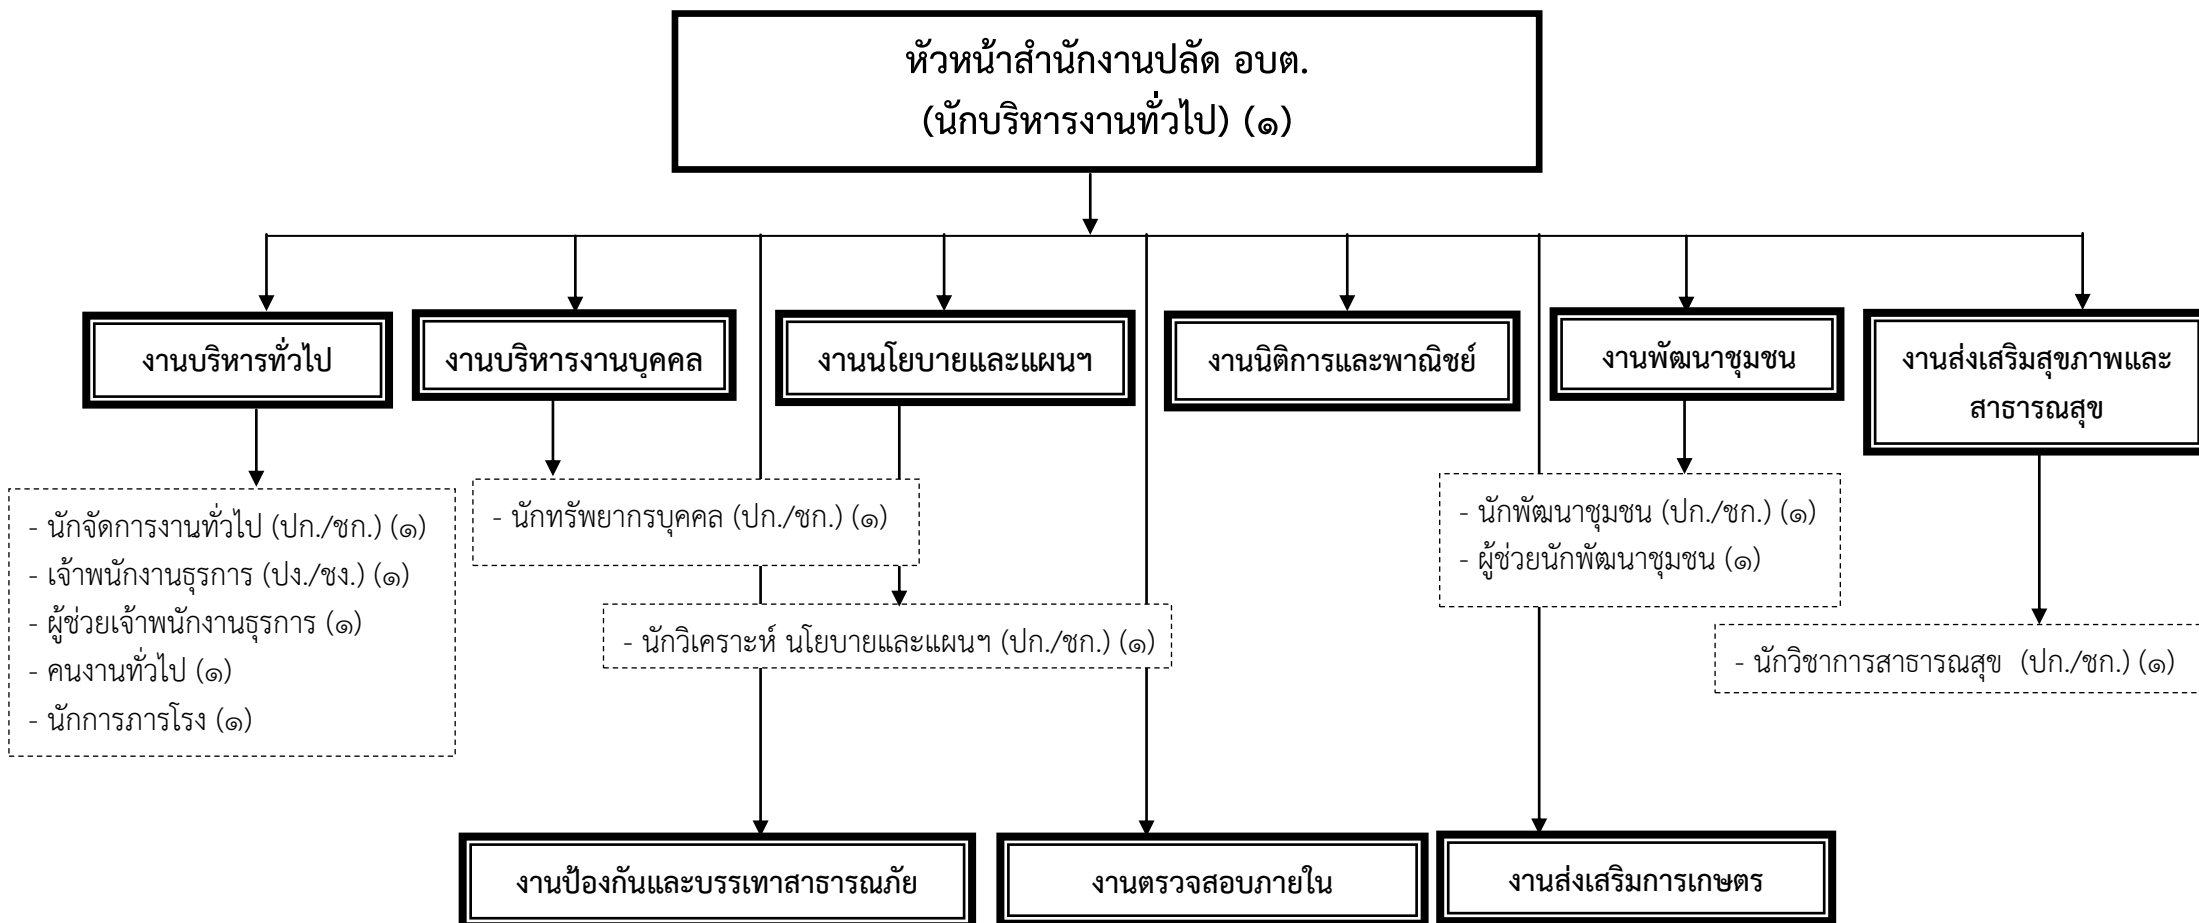 หัวหน้าสำนักงานปลัด อบต.
(นักบริหารงานทั่วไป) (๑)
งานบริหารทั่วไป
งานบริหารงานบุคคล
งานนโยบายและแผนฯ
งานนิติการและพาณิชย์
งานพัฒนาชุมชน
งานส่งเสริมสุขภาพและ
สาธารณสุข
- นักจัดการงานทั่วไป (ปก./ชก.) (๑)
- เจ้าพนักงานธุรการ (ปง./ชง.) (๑)
- ผู้ช่วยเจ้าพนักงานธุรการ (๑)
- คนงานทั่วไป (๑)
- นักการภารโรง (๑)
- นักทรัพยากรบุคคล (ปก./ชก.) (๑)
- นักวิเคราะห์ นโยบายและแผนฯ (ปก./ชก.) (๑)
- นักพัฒนาชุมชน (ปก./ชก.) (๑)
- ผู้ช่วยนักพัฒนาชุมชน (๑)
- นักวิชาการสาธารณสุข (ปก./ชก.) (๑)
งานป้องกันและบรรเทาสาธารณภัย
งานตรวจสอบภายใน
งานส่งเสริมการเกษตร